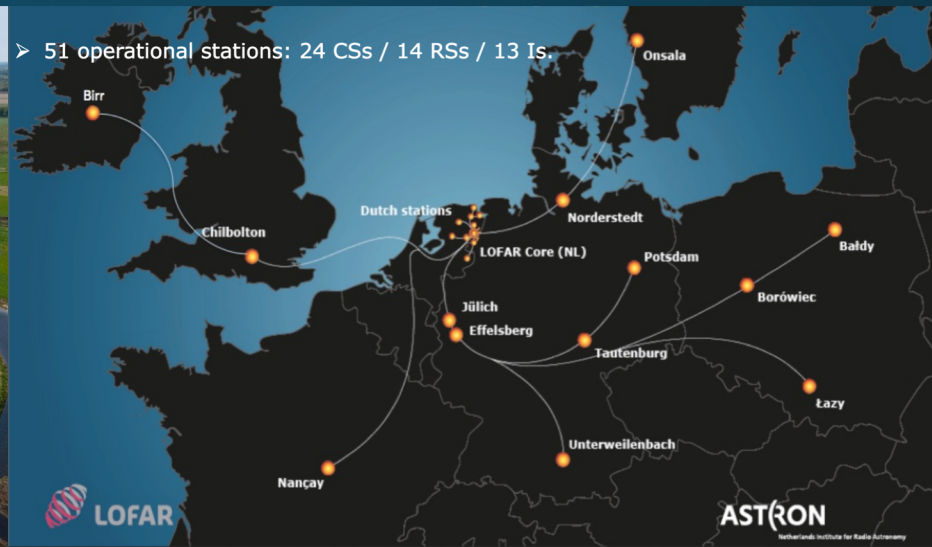 ➢ 51 operational stations: 24 CSs / 14 RSs / 13 Is.
Onsala
Birr
Dutch stations
Norderstedt
Chilbolton
LOFAR Core (NL)
Bałdy
Potsdam
Borówiec
Jülich
Effelsberg
Tautenburg
Łazy
Unterweilenbach
Nançay
LOFAR
ASTRON
Netherlands Institute for Radio Astronomy